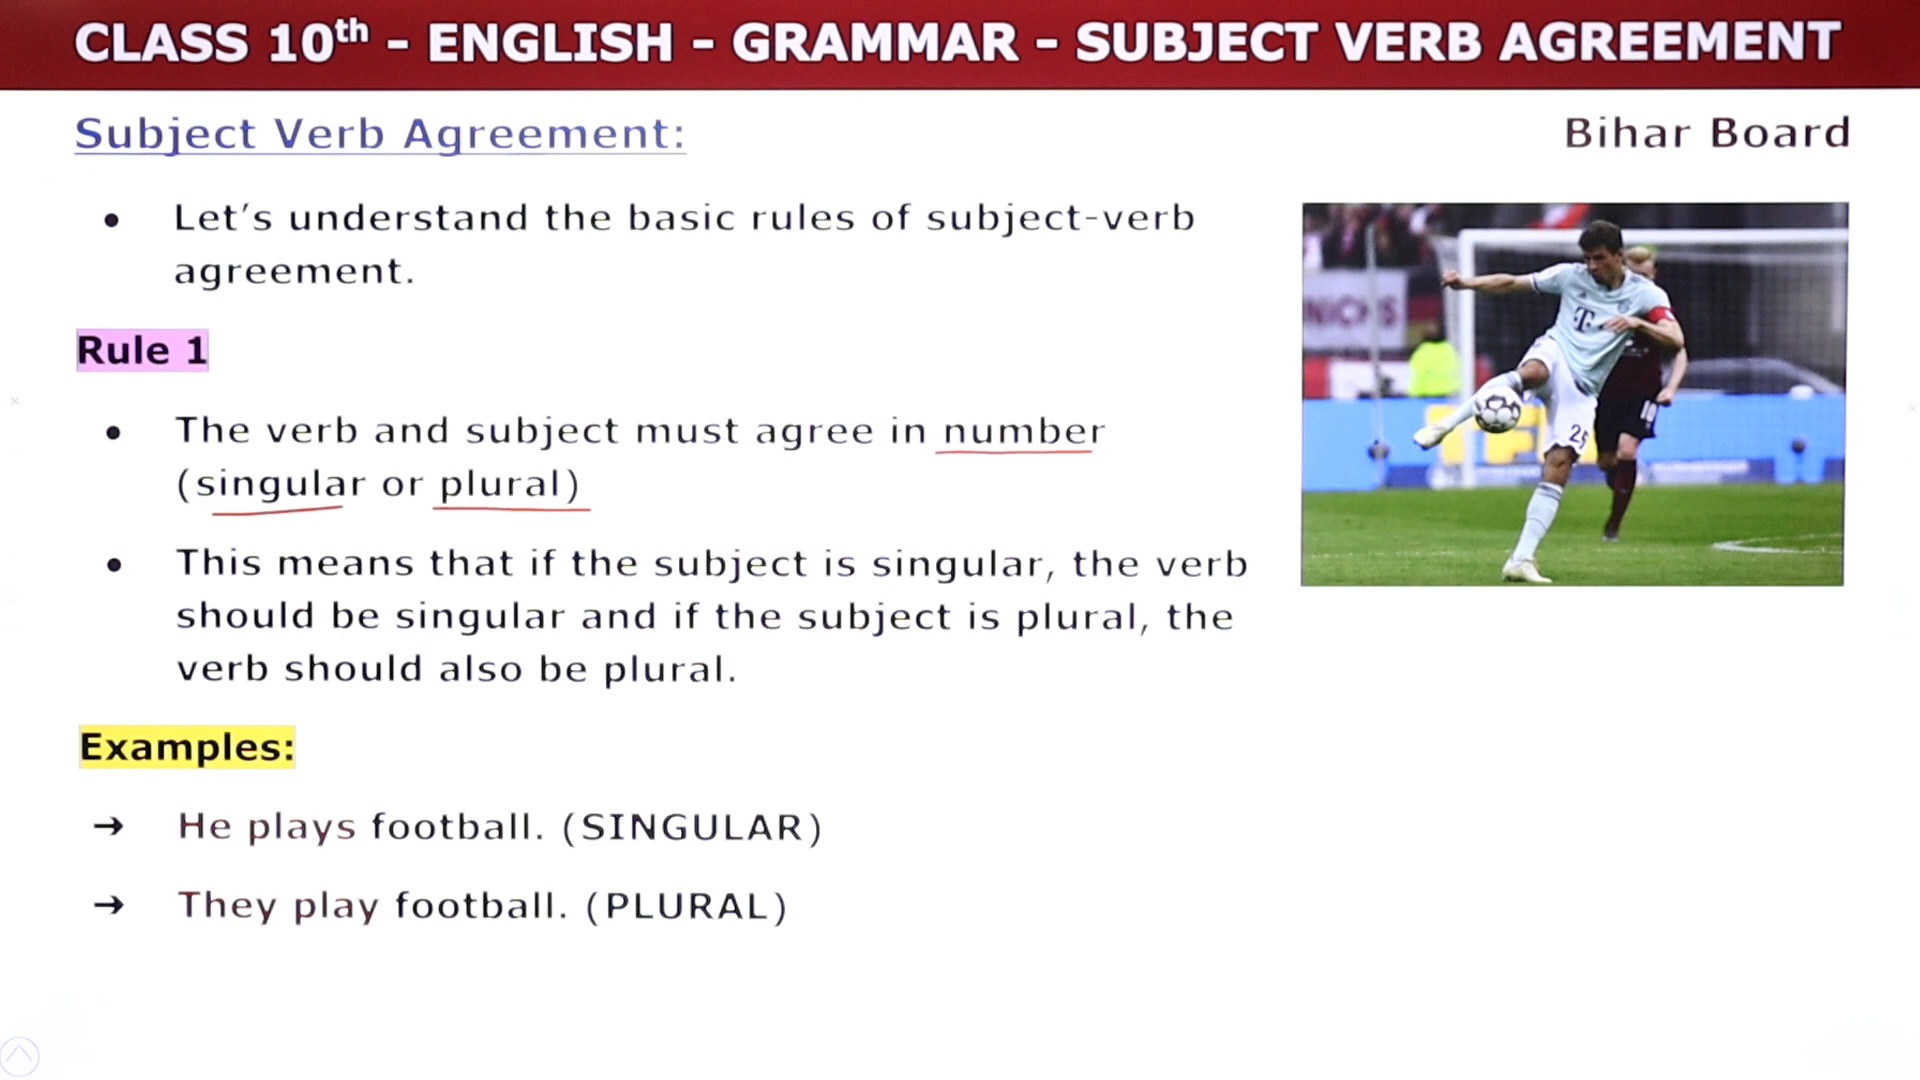 CLASS 10th - ENGLISH - GRAMMAR - SUBJECT VERB AGREEMENT
Subject Verb Agreement:
Bihar Board
• Let’s understand the basic rules of subject-verb
agreement.
Rule 1
• The verb and subject must agree in number
(singular or plural)
• This means that if the subject is singular, the verb
should be singular and if the subject is plural, the
verb should also be plural.
Examples:
→ He plays football. (SINGULAR)
→ They play football. (PLURAL)
NICHS
T
25
10